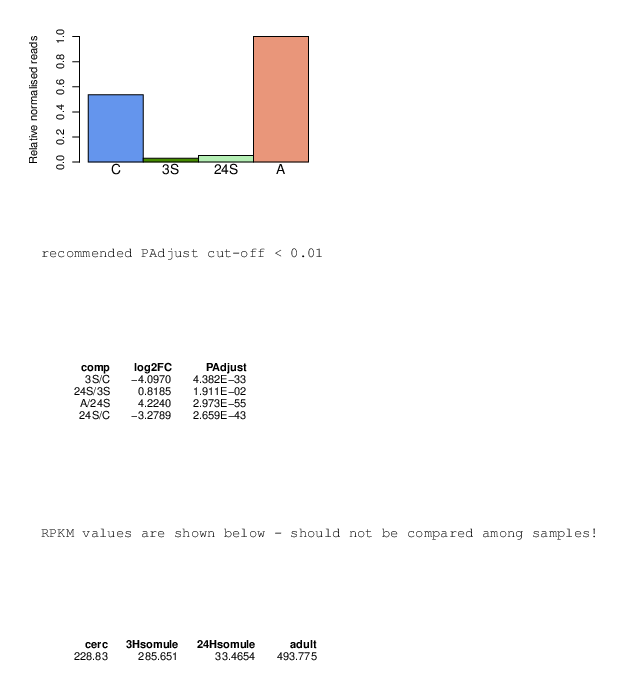 Relative normalised reads
1.0
0.8
0.6
0.4
0.2
0.0
C 3S 24S A
recommended PAdjust cut-off < 0.01
comp log2FC PAdjust
3S/C −4.0970 4.382E−33
24S/3S 0.8185 1.911E−02
A/24S 4.2240 2.973E−55
24S/C −3.2789 2.659E−43
RPKM values are shown below - should not be compared among samples!
cerc 3Hsomule 24Hsomule adult
228.83 285.651 33.4654 493.775